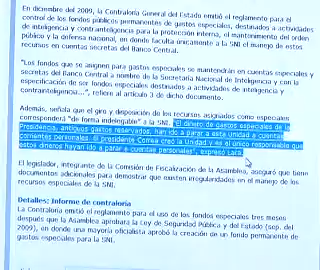 En diciembre del 2009, la Contraloría General del Estado emitió el reglamento para el
control de los fondos públicos permanentes de gastos especiales, destinados a actividades
de inteligencia y contrainteligencia para la protección interna, el mantenimiento del orden
público y la defensa nacional, en donde faculta únicamente a la SNI el manejo de estos
recursos en cuentas secretas del Banco Central.
"Los fondos que se asignen para gastos especiales se mantendrán en cuentas especiales y
secretas del Banco Central a nombre de la Secretaría Nacional de Inteligencia y con la
especificación de ser fondos especiales destinados a actividades de inteligencia y
contrainteligencia...", refiere al artículo 3 de dicho documento.
Además, señala que el giro y disposición de los recursos asignados como especiales
corresponderá "de forma indelegable" a la SNI. "El dinero de gastos especiales de la
Presidencia, antiguos gastos reservados, han ido a parar a esta unidad a cuentas
corrientes personales. El presidente Correa creó la Unidad y es el único responsable que
estos dineros hayan ido a parar a cuentas personales", expresó Lara.
El legislador, integrante de la Comisión de Fiscalización de la Asamblea, aseguró que tiene
documentos adicionales para demostrar que existen irregularidades en el manejo de los
recursos especiales de la SNI.
Detalles: Informe de contraloría
La Contraloría emitió el reglamento para el uso de los fondos especiales tres meses
después que la Asamblea aprobara la Ley de Seguridad Pública y del Estado (sep. del
2009), en donde una mayoría oficialista aprobó la creación de un fondo permanente de
gastos especiales para la SNI.